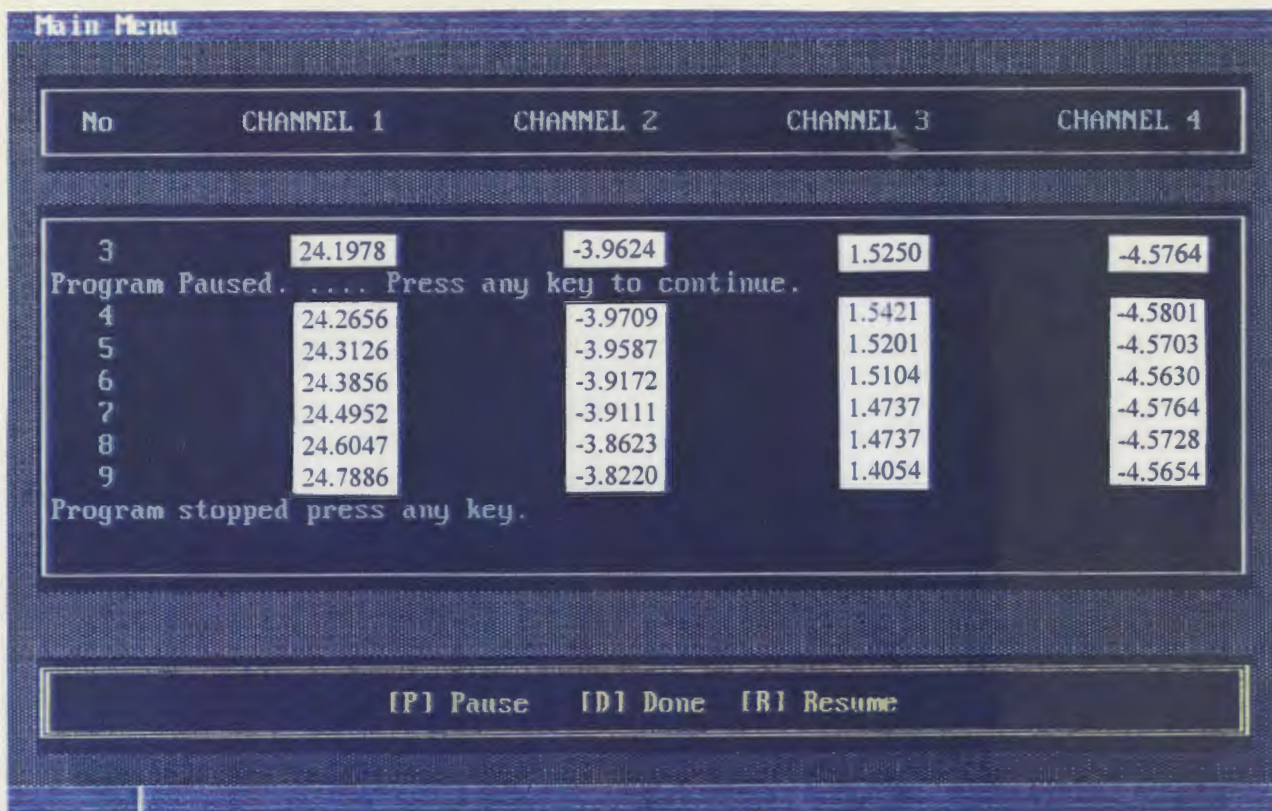 Main Menu
No CHANNEL 1 CHANNEL 2 CHANNEL 3 CHANNEL 4
3 24.1978 -3.9624 1.5250 -4.5764
Program Paused. .... Press any key to continue.
4 24.2656 -3.9709 1.5421 -4.5801
5 24.3126 -3.9587 1.5201 -4.5703
6 24.3856 -3.9172 1.5104 -4.5630
7 24.4952 -3.9111 1.4737 -4.5764
8 24.6047 -3.8623 1.4737 -4.5728
9 24.7886 -3.8220 1.4054 -4.5654
Program stopped press any key.
[P] Pause [D] Done [R] Resume